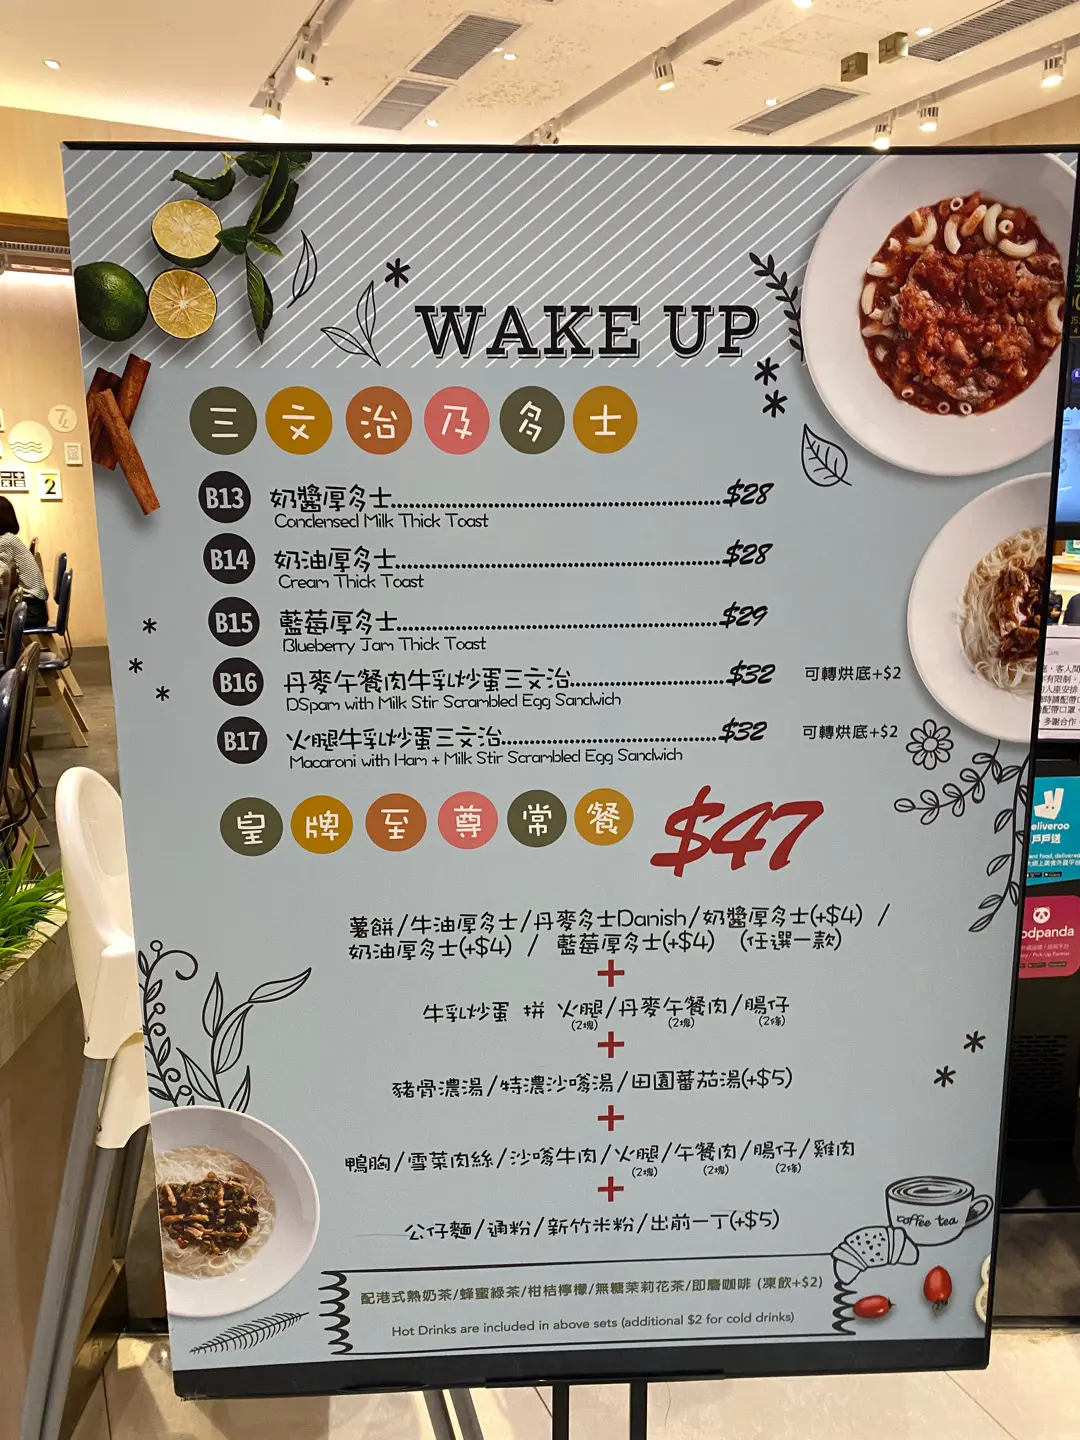 WAKE UP
三文治及多士
B13 奶醬厚多士 $28
Condensed Milk Thick Toast
B14 奶油厚多士 $28
Cream Thick Toast
B15 藍莓厚多士 $29
Blueberry Jam Thick Toast
B16 丹麥午餐肉牛乳炒蛋三文治 $32 可轉烘底+$2
DSpam with Milk Stir Scrambled Egg Sandwich
B17 火腿牛乳炒蛋三文治 $32 可轉烘底+$2
Macaroni with Ham + Milk Stir Scrambled Egg Sandwich
皇牌至尊常餐 $47
薯餅/牛油厚多士/丹麥多士Danish/奶醬厚多士(+$4) /
奶油厚多士(+$4) / 藍莓厚多士(+$4) (任選一款)
+
牛乳炒蛋 拼 火腿/丹麥午餐肉/腸仔
(2塊) (2塊) (2條)
+
豬骨濃湯/特濃沙嗲湯/田園蕃茄湯(+$5)
+
鴨胸/雪菜肉絲/沙嗲牛肉/火腿/午餐肉/腸仔/雞肉
(2塊) (2塊) (2條)
+
公仔麵/通粉/新竹米粉/出前一丁(+$5)
coffee tea
配港式熱奶茶/蜂蜜綠茶/柑桔檸檬/無糖茉莉花茶/即磨咖啡 (凍飲+$2)
Hot Drinks are included in above sets (additional $2 for cold drinks)
2
eliveroo
戶戶送
odpanda